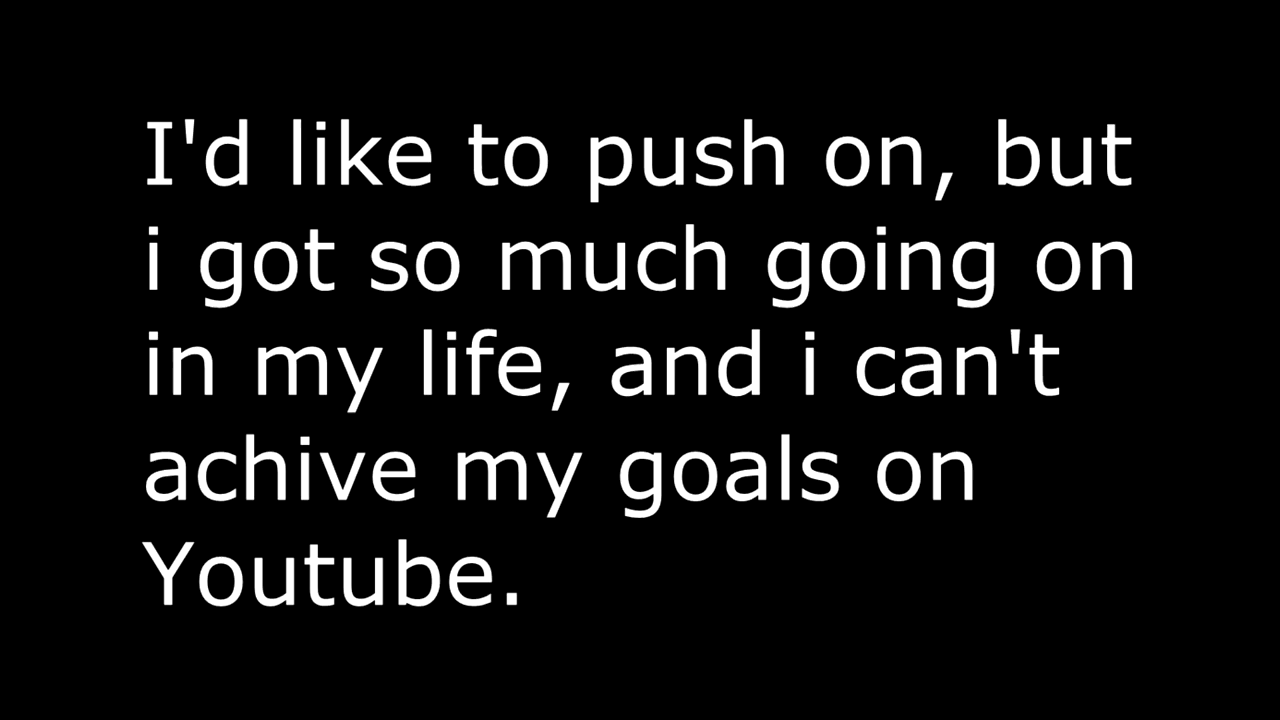 I'd like to push on, but
i got so much going on
in my life, and i can't
achive my goals on
Youtube.